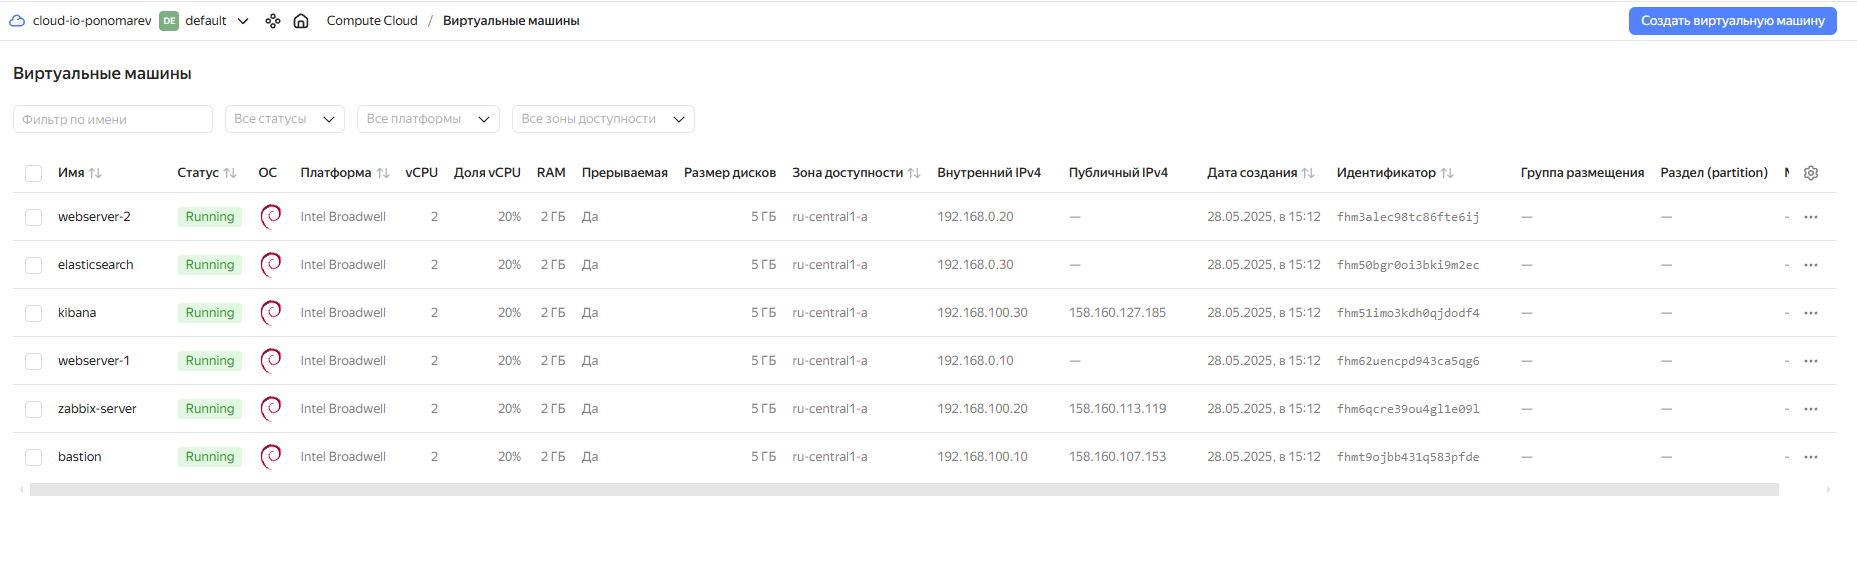 cloud-io-ponomarev DE default Compute Cloud / Виртуальные машины Создать виртуальную машину
Виртуальные машины
Фильтр по имени Все статусы Все платформы Все зоны доступности
Имя Статус ОС Платформа vCPU Доля vCPU RAM Прерываемая Размер дисков Зона доступности Внутренний IPv4 Публичный IPv4 Дата создания Идентификатор Группа размещения Раздел (partition)
webserver-2 Running Intel Broadwell 2 20% 2 ГБ Да 5 ГБ ru-central1-a 192.168.0.20 — 28.05.2025, в 15:12 fhm3alec98tc86fte6ij — — -
elasticsearch Running Intel Broadwell 2 20% 2 ГБ Да 5 ГБ ru-central1-a 192.168.0.30 — 28.05.2025, в 15:12 fhm50bgr0oi3bki9m2ec — — -
kibana Running Intel Broadwell 2 20% 2 ГБ Да 5 ГБ ru-central1-a 192.168.100.30 158.160.127.185 28.05.2025, в 15:12 fhm51imo3kdh0qjdodf4 — — -
webserver-1 Running Intel Broadwell 2 20% 2 ГБ Да 5 ГБ ru-central1-a 192.168.0.10 — 28.05.2025, в 15:12 fhm62uencpd943ca5qg6 — — -
zabbix-server Running Intel Broadwell 2 20% 2 ГБ Да 5 ГБ ru-central1-a 192.168.100.20 158.160.113.119 28.05.2025, в 15:12 fhm6qcre39ou4gl1e09l — — -
bastion Running Intel Broadwell 2 20% 2 ГБ Да 5 ГБ ru-central1-a 192.168.100.10 158.160.107.153 28.05.2025, в 15:12 fhmt9ojbb431q583pfde — — -